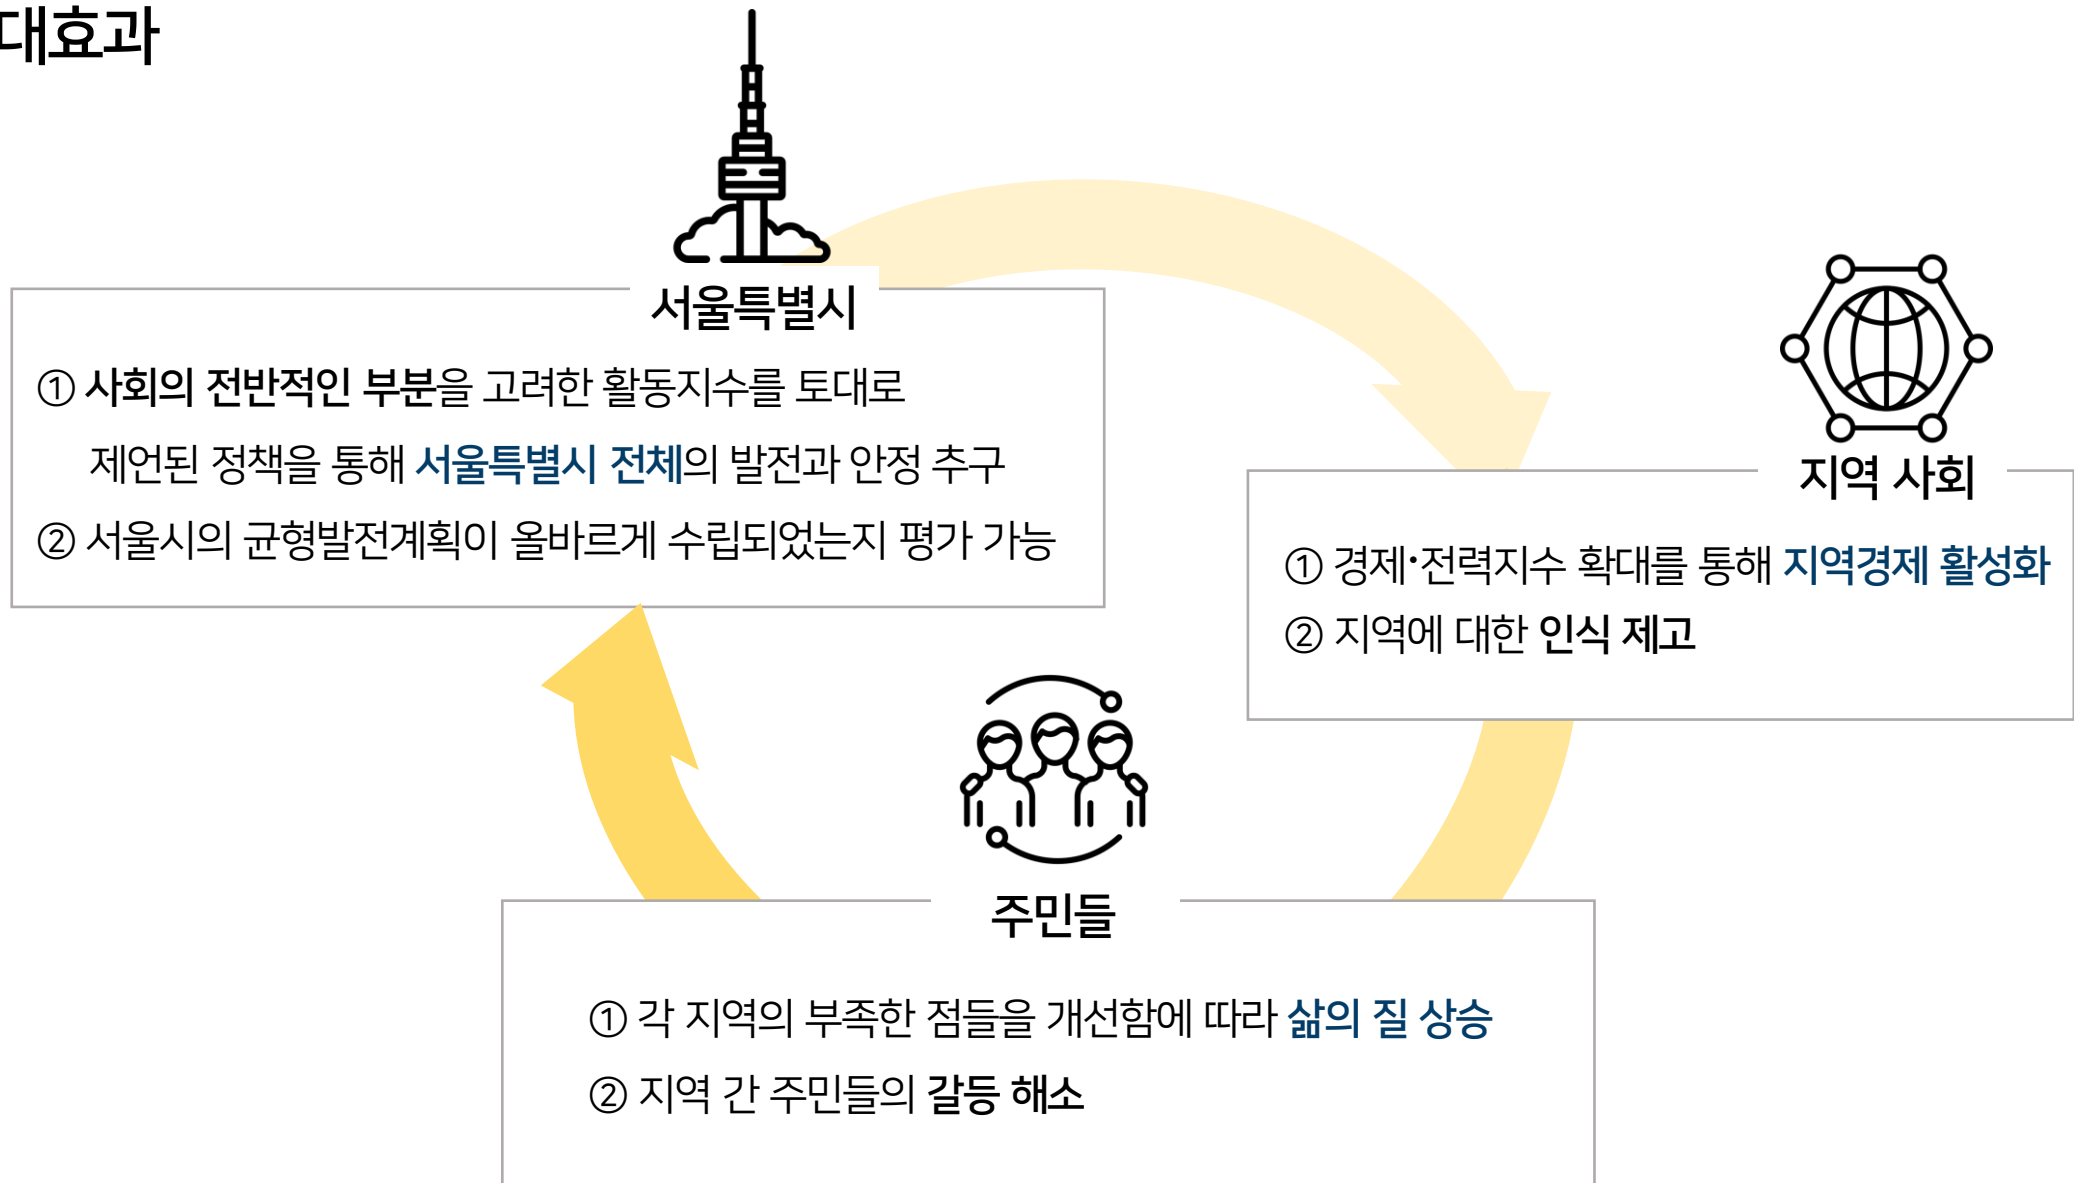 대효과
서울특별시
① 사회의 전반적인 부분을 고려한 활동지수를 토대로
제언된 정책을 통해 서울특별시 전체의 발전과 안정 추구
② 서울시의 균형발전계획이 올바르게 수립되었는지 평가 가능
지역 사회
① 경제·전력지수 확대를 통해 지역경제 활성화
② 지역에 대한 인식 제고
주민들
① 각 지역의 부족한 점들을 개선함에 따라 삶의 질 상승
② 지역 간 주민들의 갈등 해소